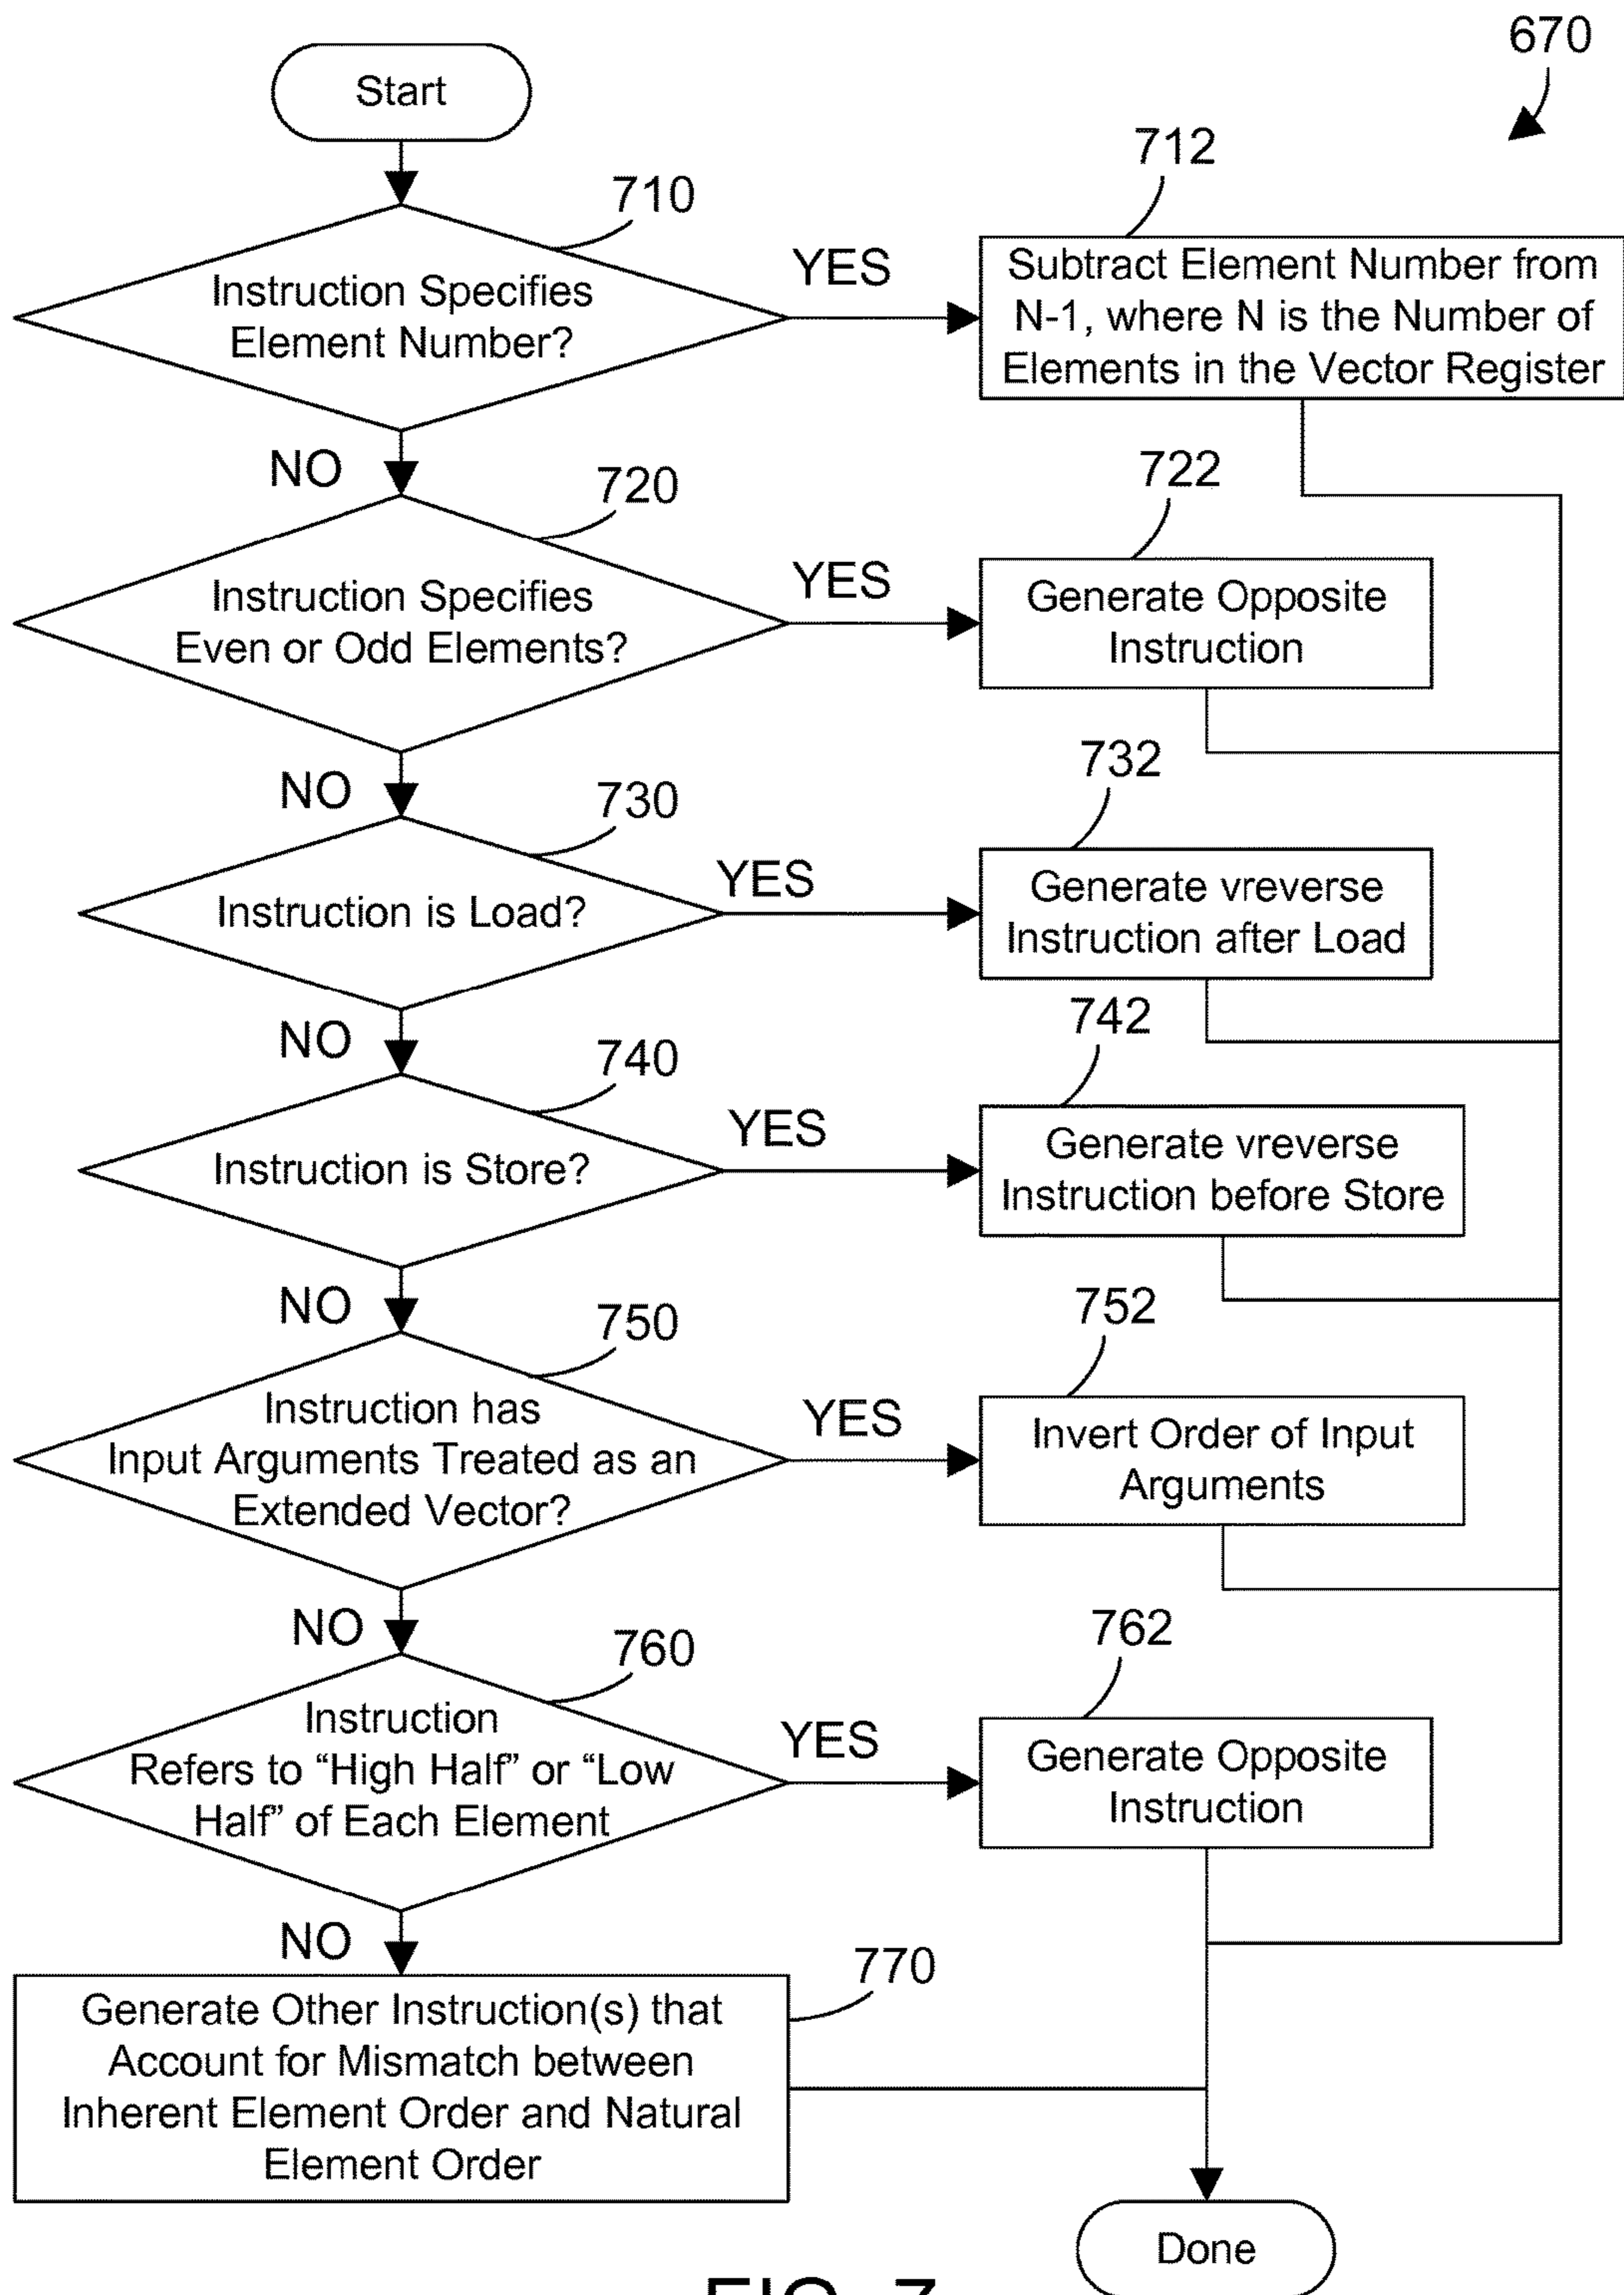 670
Start
710
Instruction Specifies
Element Number?
YES
712
Subtract Element Number from
N-1, where N is the Number of
Elements in the Vector Register
NO
720
Instruction Specifies
Even or Odd Elements?
YES
722
Generate Opposite
Instruction
NO
730
Instruction is Load?
YES
732
Generate vreverse
Instruction after Load
NO
740
Instruction is Store?
YES
742
Generate vreverse
Instruction before Store
NO
750
Instruction has
Input Arguments Treated as an
Extended Vector?
YES
752
Invert Order of Input
Arguments
NO
760
Instruction
Refers to “High Half” or “Low
Half” of Each Element
YES
762
Generate Opposite
Instruction
NO
770
Generate Other Instruction(s) that
Account for Mismatch between
Inherent Element Order and Natural
Element Order
Done
FIG. 7